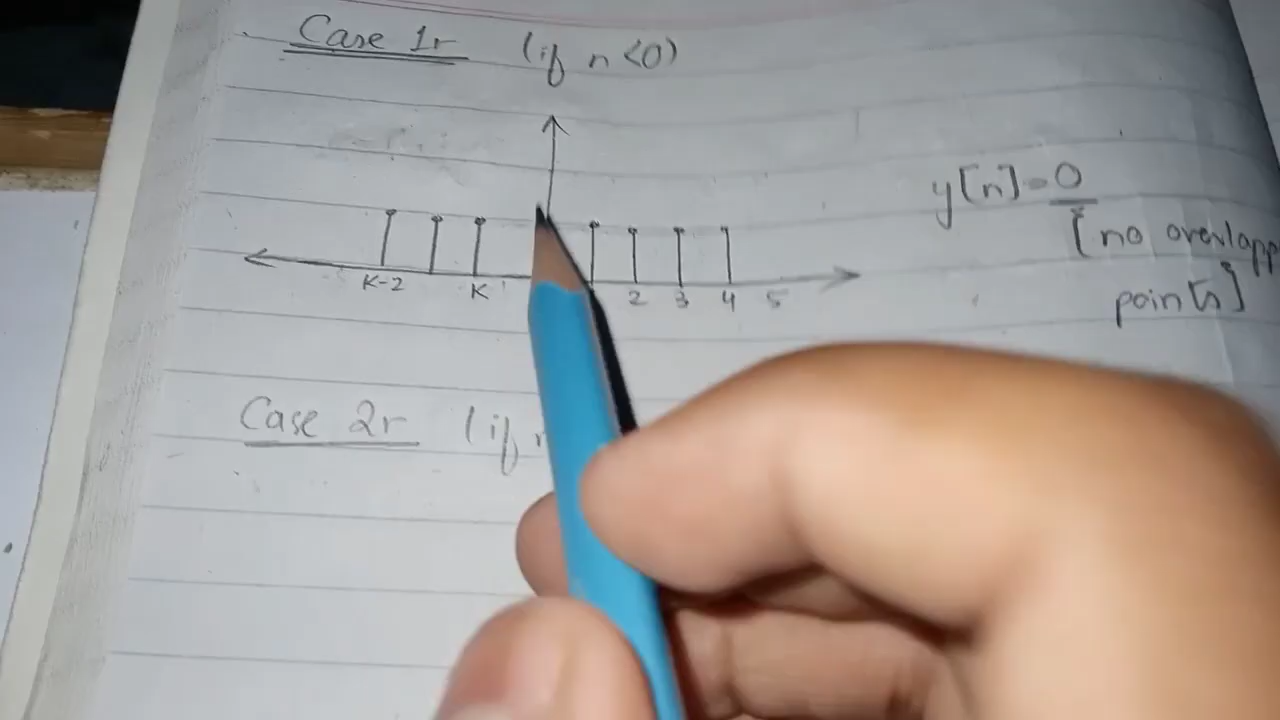 Case 1r (if n<0)
y[n]=0
[no overlapp
points]
K-2 K 2 3 4 5
Case 2r (if n